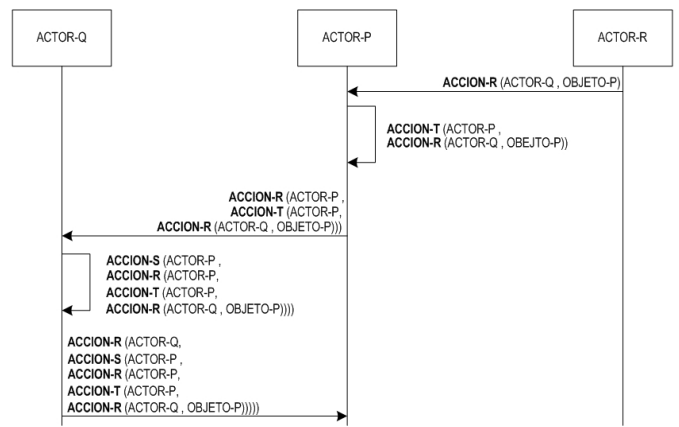 ACTOR-Q
ACTOR-P
ACTOR-R
ACCION-R (ACTOR-Q , OBJETO-P)
ACCION-T (ACTOR-P ,
ACCION-R (ACTOR-Q , OBEJTO-P))
ACCION-R (ACTOR-P ,
ACCION-T (ACTOR-P,
ACCION-R (ACTOR-Q , OBJETO-P)))
ACCION-S (ACTOR-P ,
ACCION-R (ACTOR-P,
ACCION-T (ACTOR-P,
ACCION-R (ACTOR-Q , OBJETO-P))))
ACCION-R (ACTOR-Q,
ACCION-S (ACTOR-P ,
ACCION-R (ACTOR-P,
ACCION-T (ACTOR-P,
ACCION-R (ACTOR-Q , OBJETO-P)))))